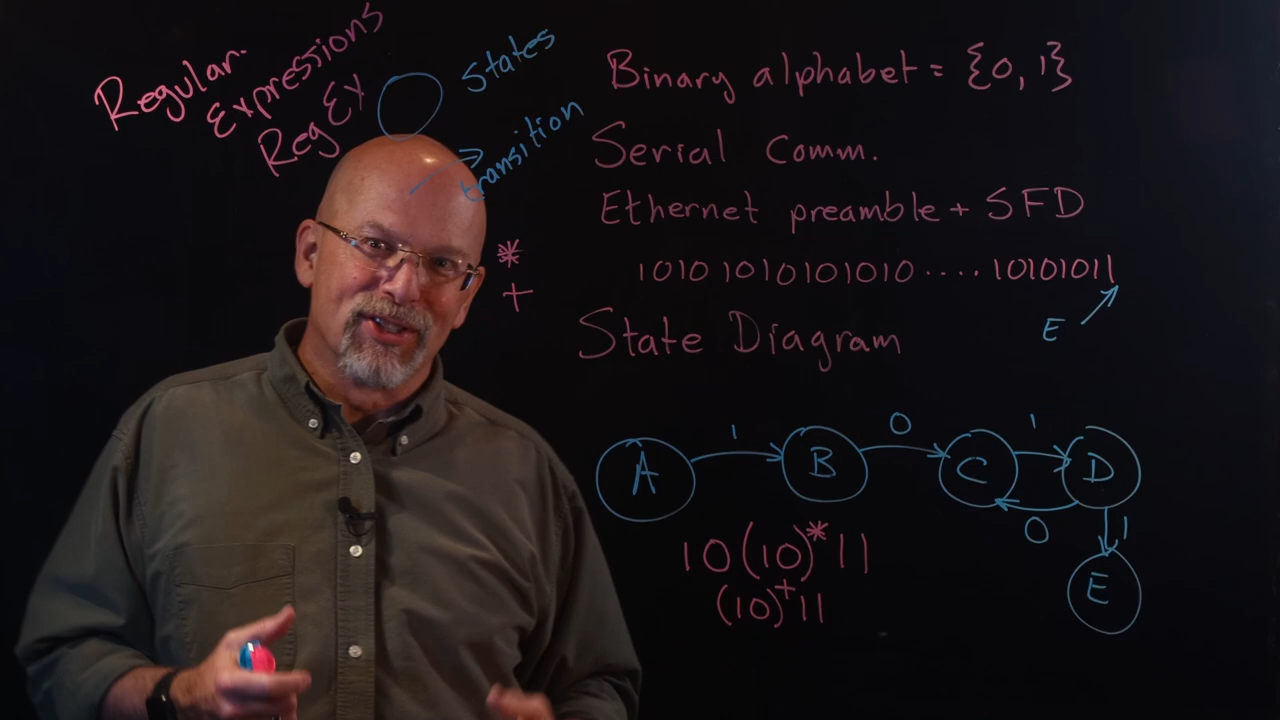 Regular
Expressions
RegEx
States
transition
*
+
Binary alphabet = {0,1}
Serial Comm.
Ethernet preamble + SFD
1010 1010101010 ..... 10101011
E
State Diagram
A 1 B 0 C 1 D
0 1
E
10(10)*11
(10)+11